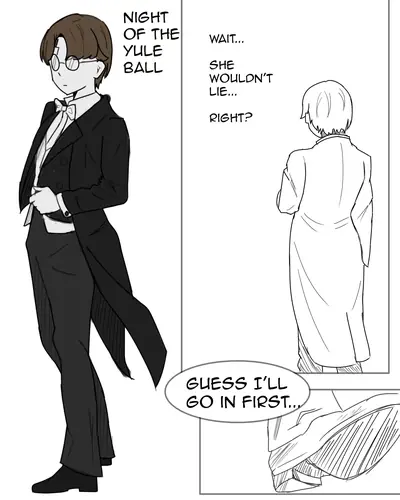 NIGHT
OF THE
YULE
BALL
WAIT...
SHE
WOULDN'T
LIE...
RIGHT?
GUESS I'LL
GO IN FIRST...